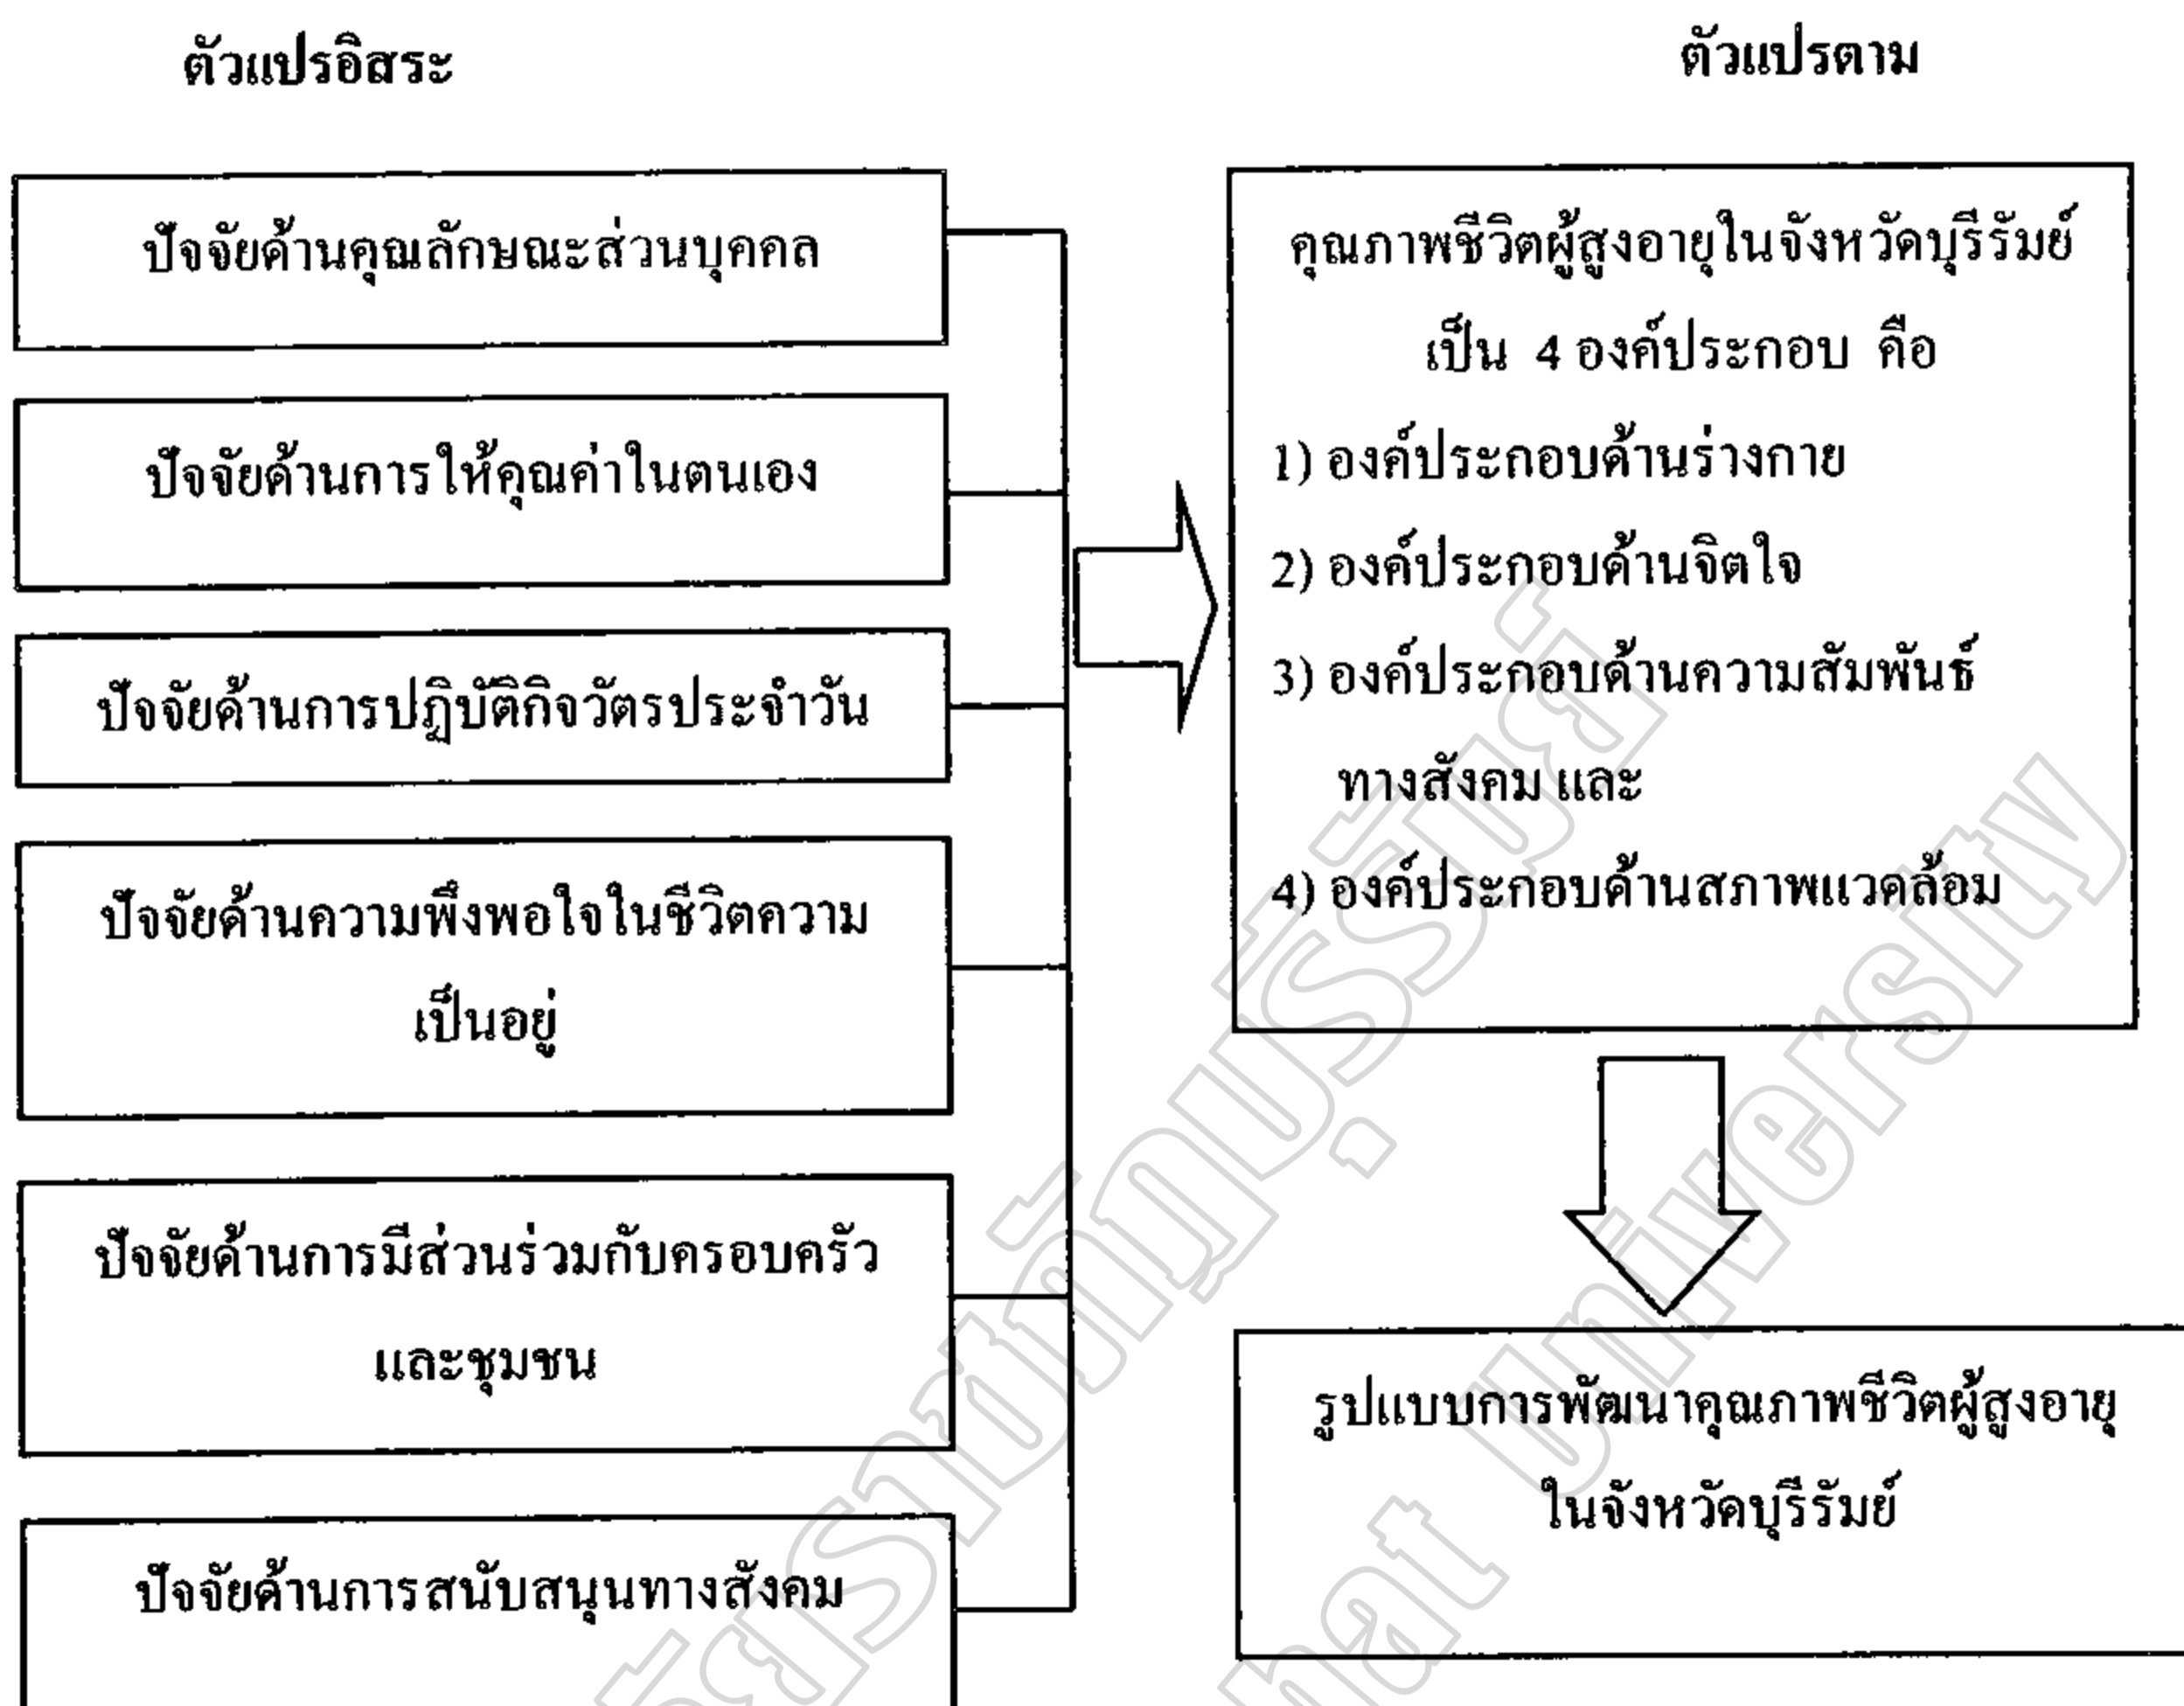 ตัวแปรอิสระ
ปัจจัยด้านคุณลักษณะส่วนบุคคล
ปัจจัยด้านการให้คุณค่าในตนเอง
ปัจจัยด้านการปฏิบัติกิจวัตรประจำวัน
ปัจจัยด้านความพึงพอใจในชีวิตความ
เป็นอยู่
ปัจจัยด้านการมีส่วนร่วมกับครอบครัว
และชุมชน
ปัจจัยด้านการสนับสนุนทางสังคม
ตัวแปรตาม
คุณภาพชีวิตผู้สูงอายุในจังหวัดบุรีรัมย์
เป็น 4 องค์ประกอบ คือ
1) องค์ประกอบด้านร่างกาย
2) องค์ประกอบด้านจิตใจ
3) องค์ประกอบด้านความสัมพันธ์
ทางสังคม และ
4) องค์ประกอบด้านสภาพแวดล้อม
รูปแบบการพัฒนาคุณภาพชีวิตผู้สูงอายุ
ในจังหวัดบุรีรัมย์
University